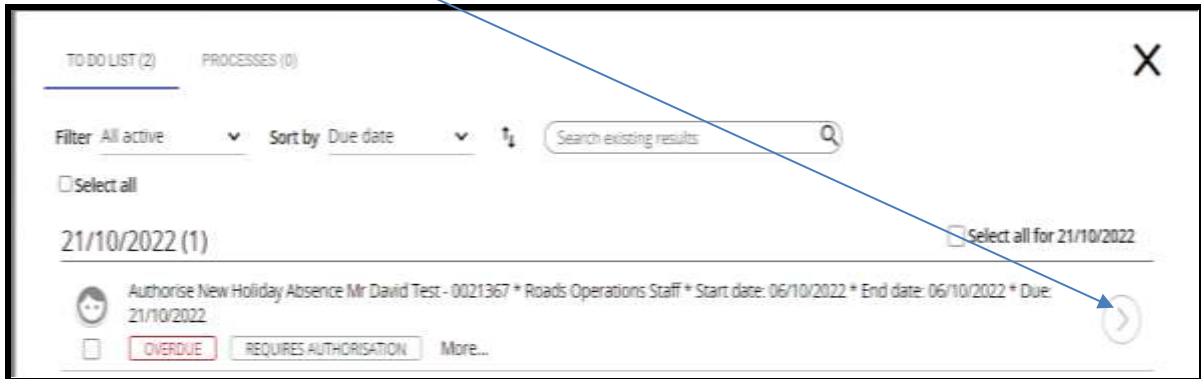 TO DO LIST (2) PROCESSES (0) X
Filter All active Sort by Due date Search existing results
Select all
21/10/2022 (1) Select all for 21/10/2022
Authorise New Holiday Absence Mr David Test - 0021367 * Roads Operations Staff * Start date: 06/10/2022 * End date: 06/10/2022 * Due:
21/10/2022
OVERDUE REQUIRES AUTHORISATION More...